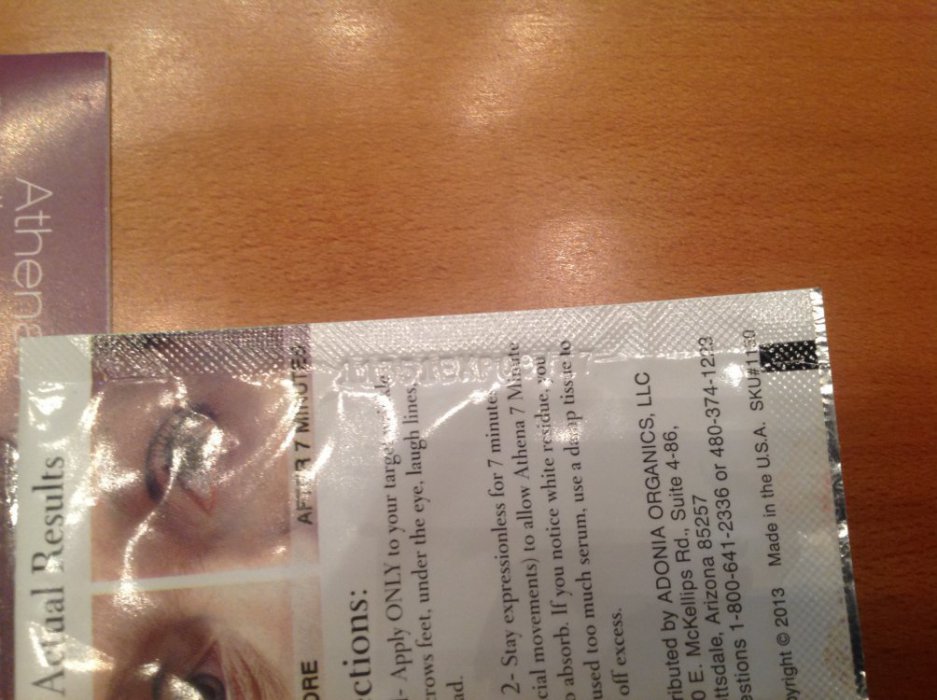 Athena
Actual Results
AFTER 7 MINUTES
ORE
ctions:
- Apply ONLY to your target
crows feet, under the eye, laugh lines,
ad.
2- Stay expressionless for 7 minutes
cial movements) to allow Athena 7 Minute
o absorb. If you notice white residue, you
used too much serum, use a damp tissue to
off excess.
ributed by ADONIA ORGANICS, LLC
0 E. McKellips Rd., Suite 4-86,
ttsdale, Arizona 85257
estions 1-800-641-2336 or 480-374-1223
yright © 2013 Made in the U.S.A. SKU#1130